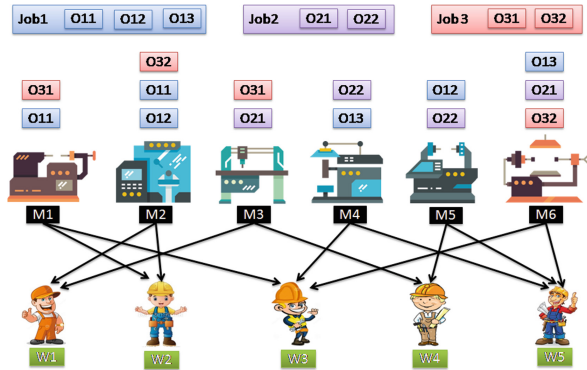 Job1 O11 O12 O13
Job2 O21 O22
Job3 O31 O32
O32 O13
O31 O11 O31 O22 O12 O21
O11 O12 O21 O13 O22 O32
M1 M2 M3 M4 M5 M6
W1 W2 W3 W4 W5